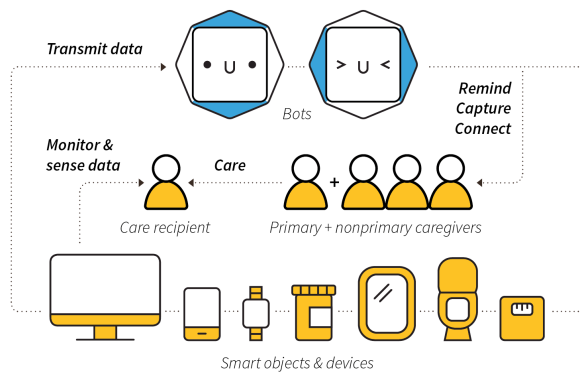 Transmit data
Bots
Remind
Capture
Connect
Monitor &
sense data
Care
+
Care recipient
Primary + nonprimary caregivers
Smart objects & devices